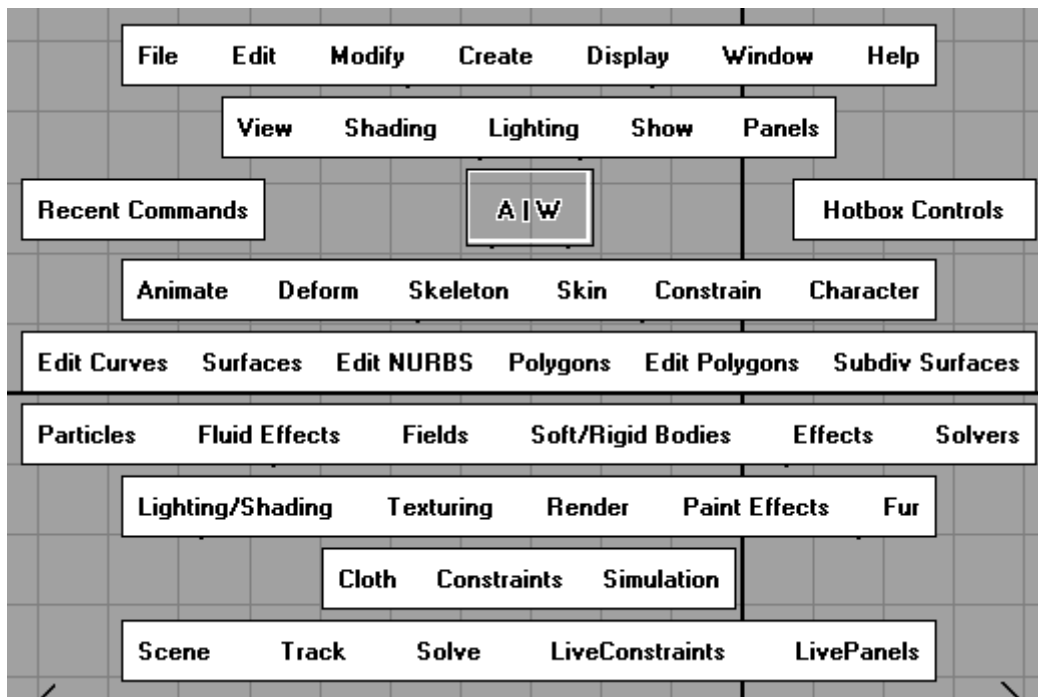 File Edit Modify Create Display Window Help
View Shading Lighting Show Panels
Recent Commands A|W Hotbox Controls
Animate Deform Skeleton Skin Constrain Character
Edit Curves Surfaces Edit NURBS Polygons Edit Polygons Subdiv Surfaces
Particles Fluid Effects Fields Soft/Rigid Bodies Effects Solvers
Lighting/Shading Texturing Render Paint Effects Fur
Cloth Constraints Simulation
Scene Track Solve LiveConstraints LivePanels